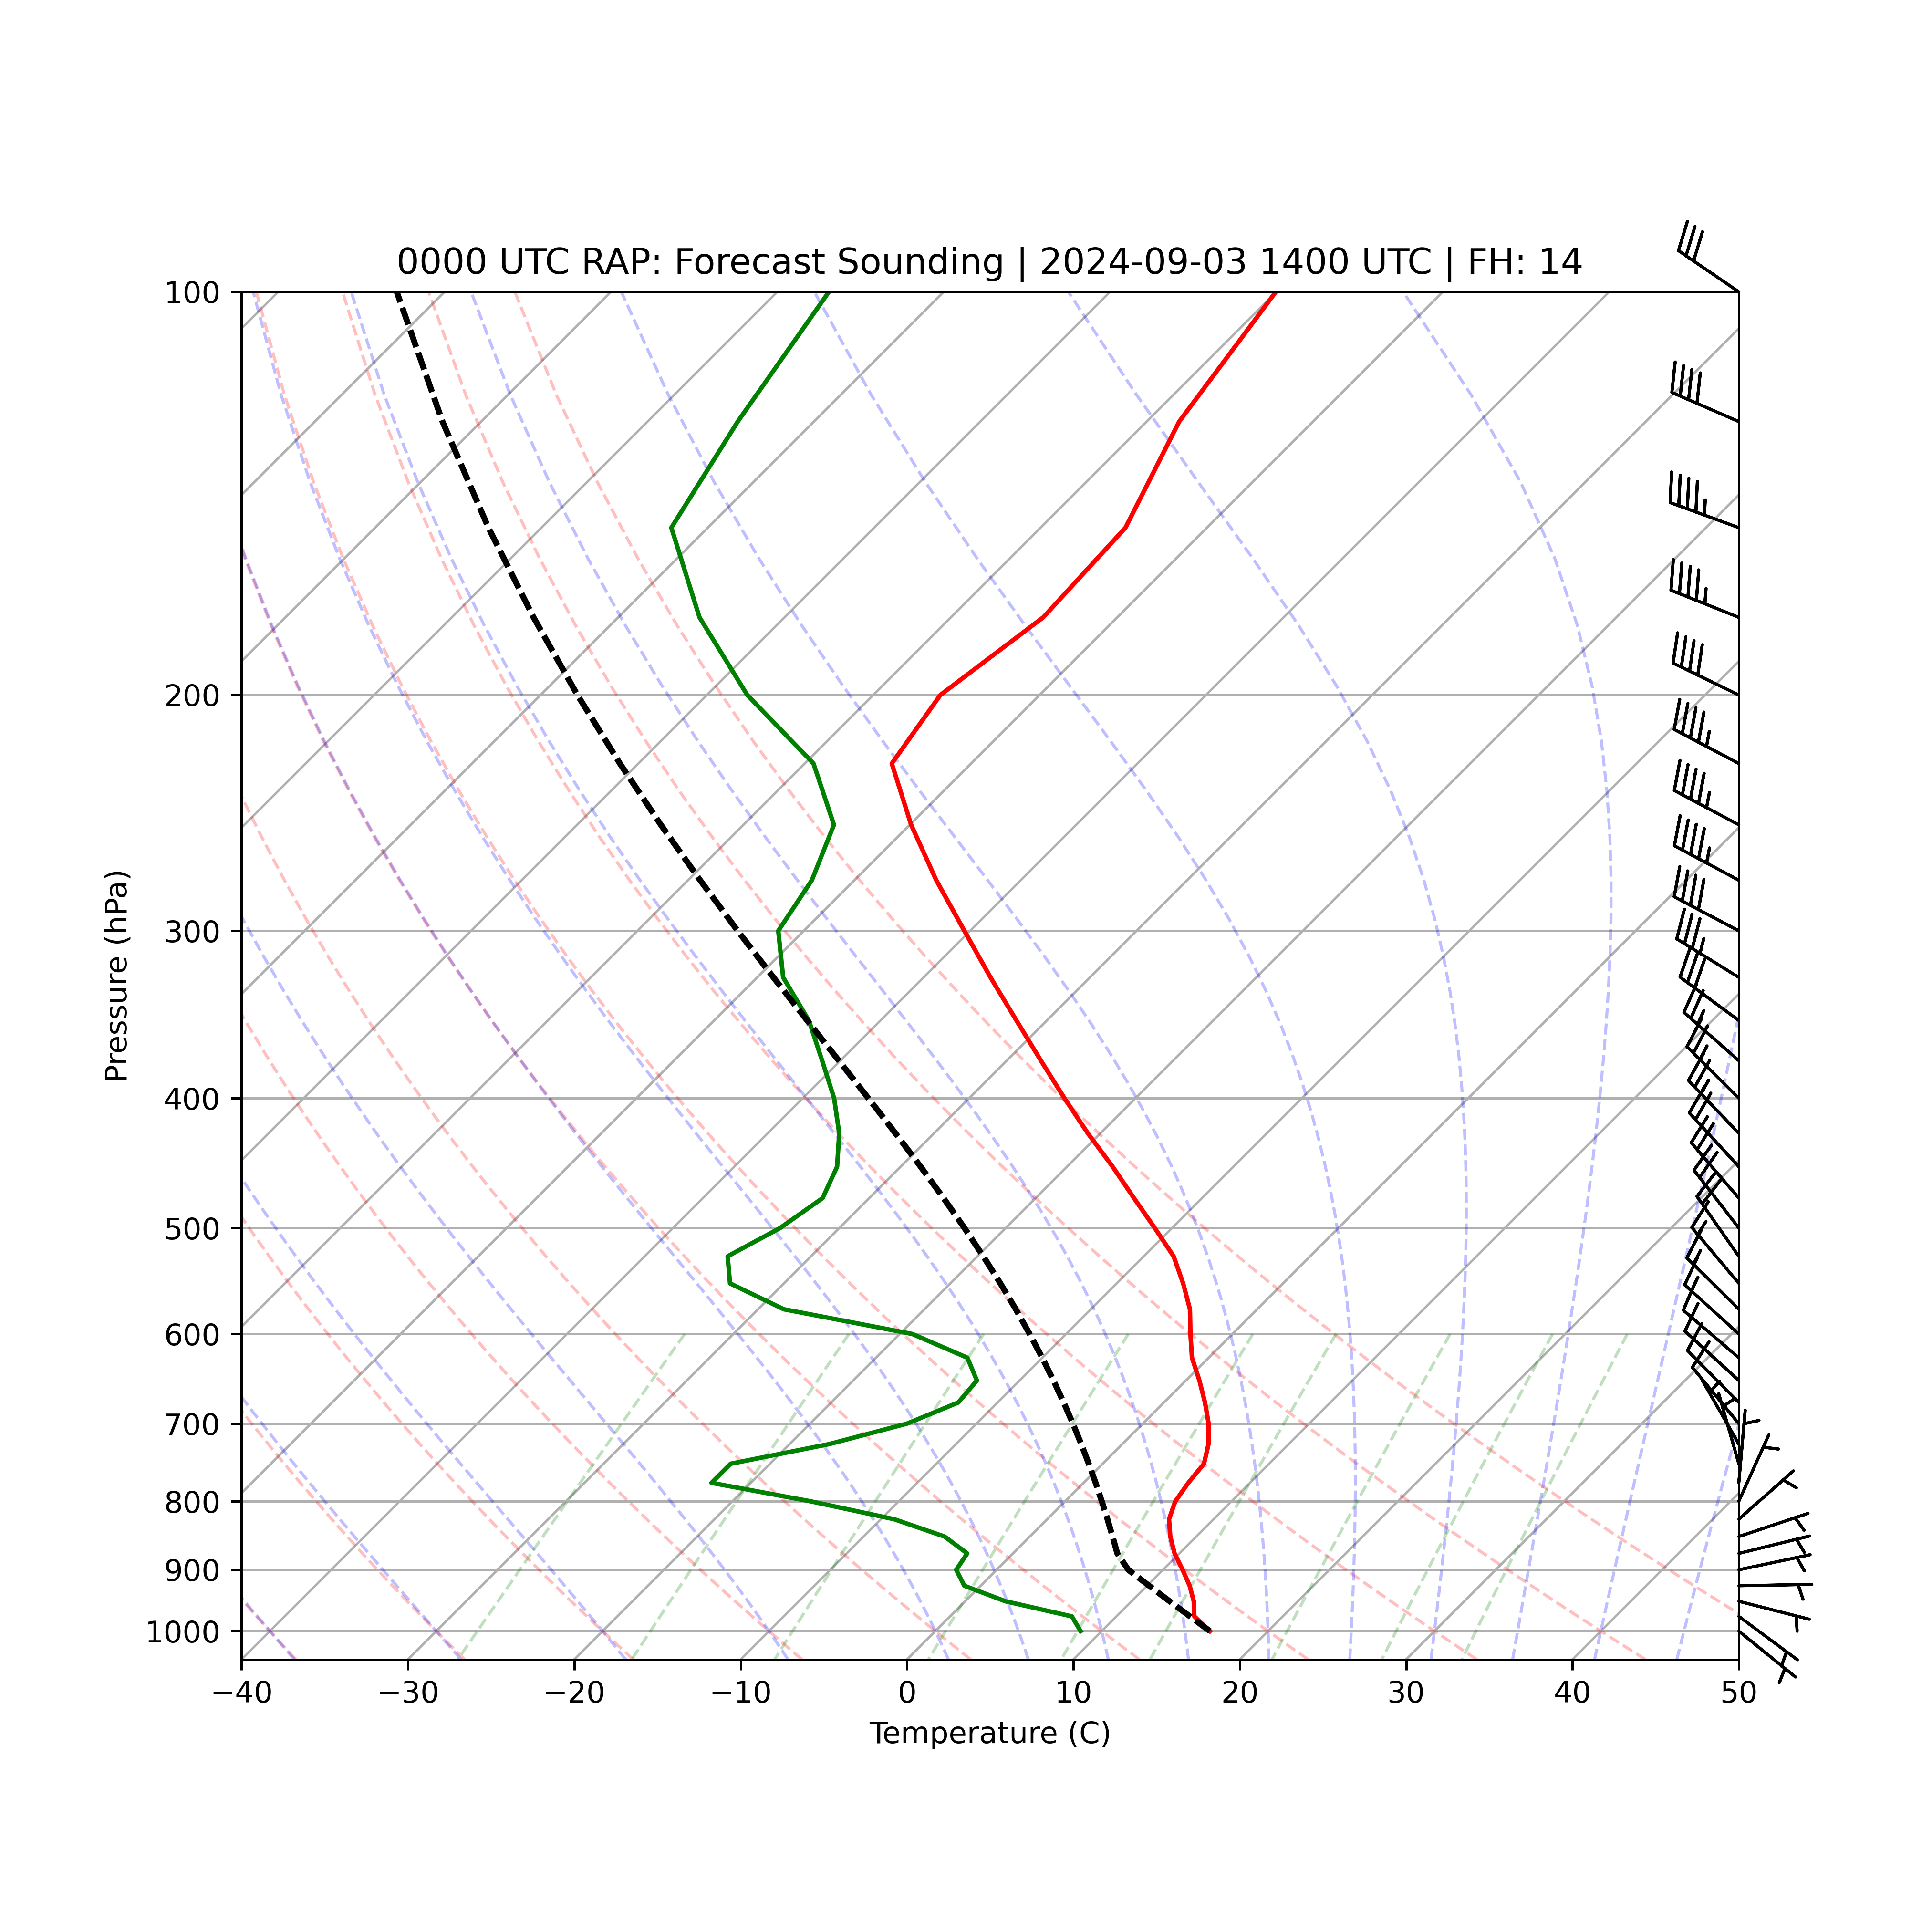 0000 UTC RAP: Forecast Sounding | 2024-09-03 1400 UTC | FH: 14
100
200
300
400
500
600
700
800
900
1000
Pressure (hPa)
−40 −30 −20 −10 0 10 20 30 40 50
Temperature (C)